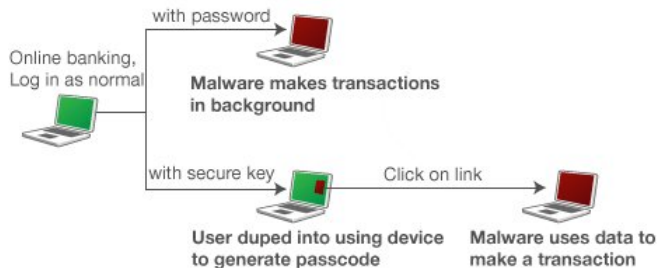 with password
Online banking,
Log in as normal
Malware makes transactions
in background
with secure key
Click on link
User duped into using device
to generate passcode
Malware uses data to
make a transaction